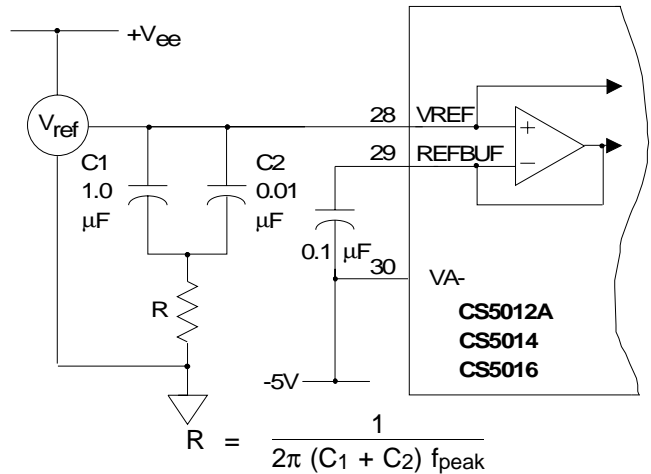 +Vee
Vref
28 VREF
+
29 REFBUF
−
C1
1.0
µF
C2
0.01
µF
0.1 µF
30
VA-
R
CS5012A
CS5014
CS5016
-5V
R = 1
2π (C1 + C2) fpeak